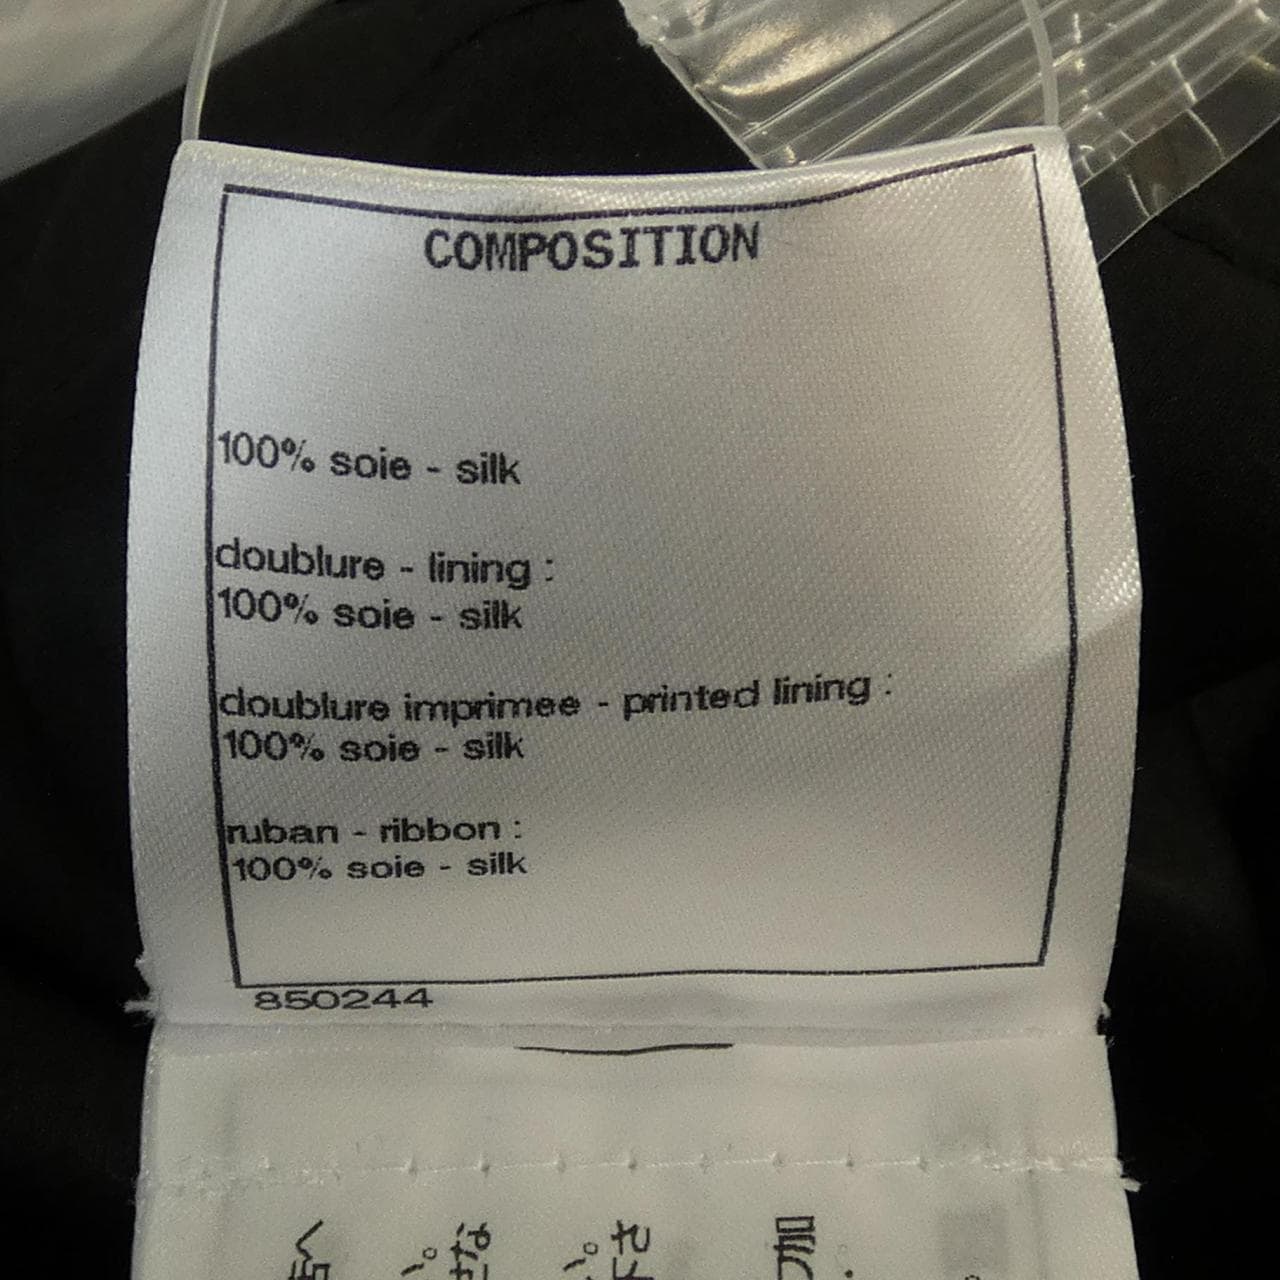 COMPOSITION
100% soie - silk
doublure - lining :
100% soie - silk
doublure imprimee - printed lining :
100% soie - silk
ruban - ribbon :
100% soie - silk
850244